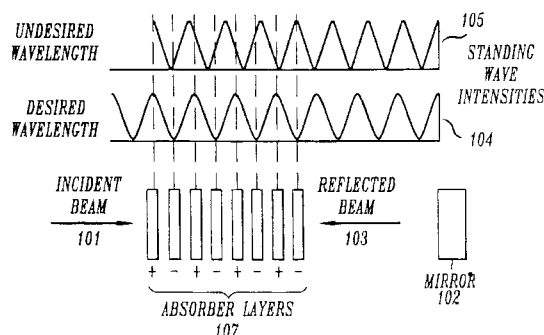 UNDESIRED
WAVELENGTH
105
STANDING
WAVE
INTENSITIES
DESIRED
WAVELENGTH
104
INCIDENT
BEAM
101
REFLECTED
BEAM
103
+ - + - + - + -
ABSORBER LAYERS
107
MIRROR
102